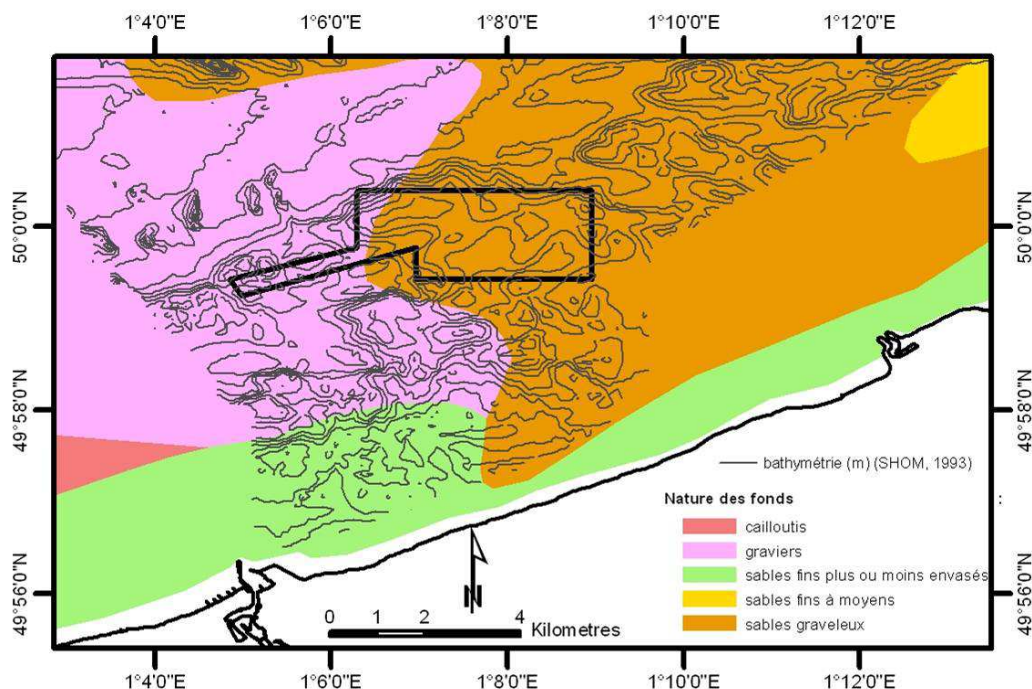 1°4'0"E 1°6'0"E 1°8'0"E 1°10'0"E 1°12'0"E
50°0'0"N 50°0'0"N
49°58'0"N 49°58'0"N
49°56'0"N 49°56'0"N
bathymétrie (m) (SHOM, 1993)
Nature des fonds
:
cailloutis
graviers
sables fins plus ou moins envasés
sables fins à moyens
sables graveleux
N
0 1 2 4
Kilometres
1°4'0"E 1°6'0"E 1°8'0"E 1°10'0"E 1°12'0"E